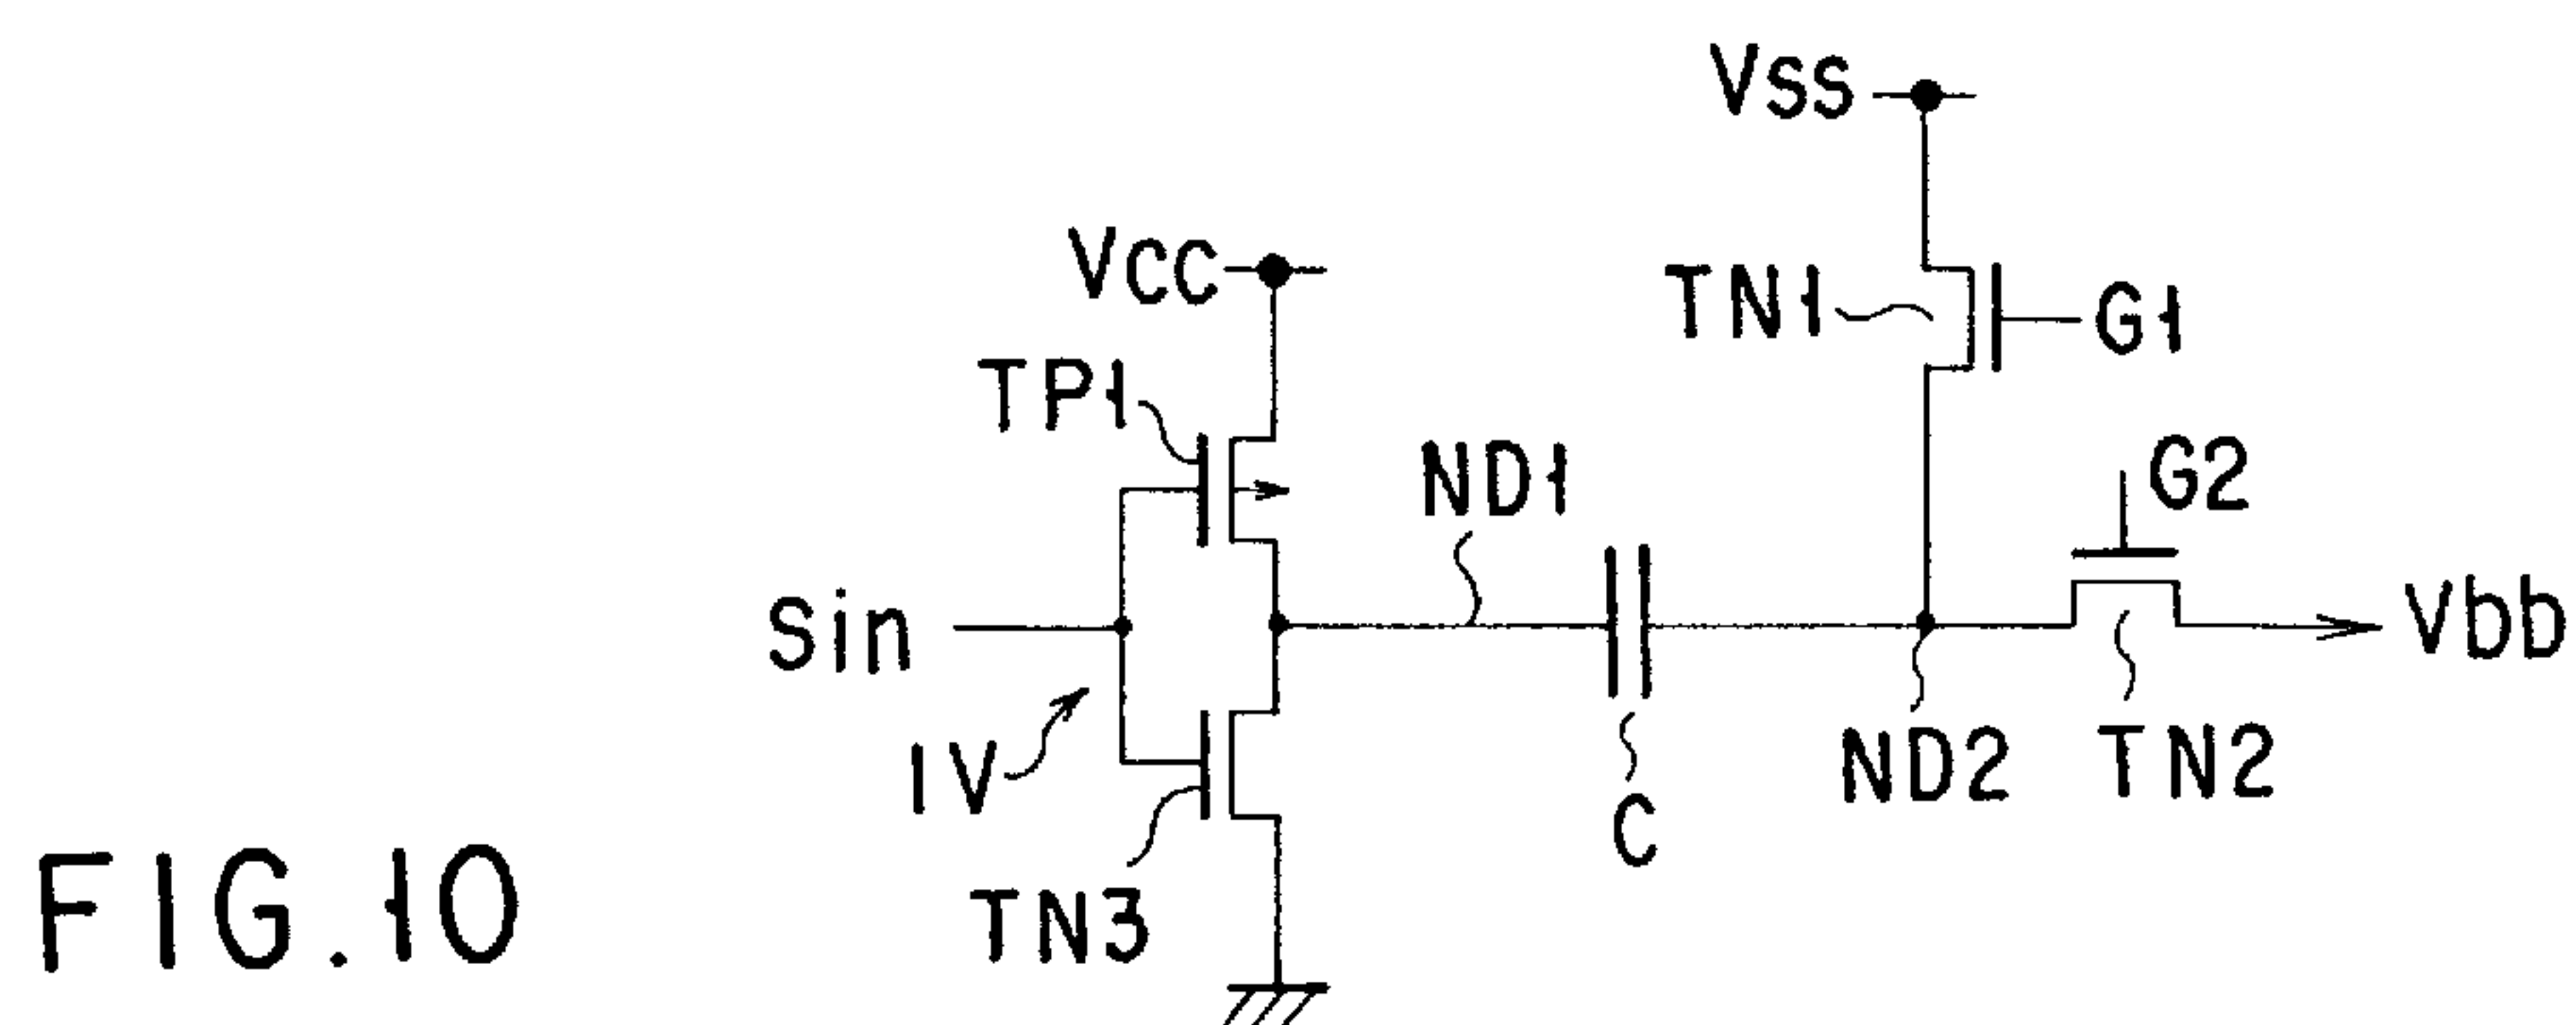 Vss
Vcc
TN1
G1
TP1
ND1
G2
Sin
Vbb
IV
ND2
TN2
C
TN3
FIG.10